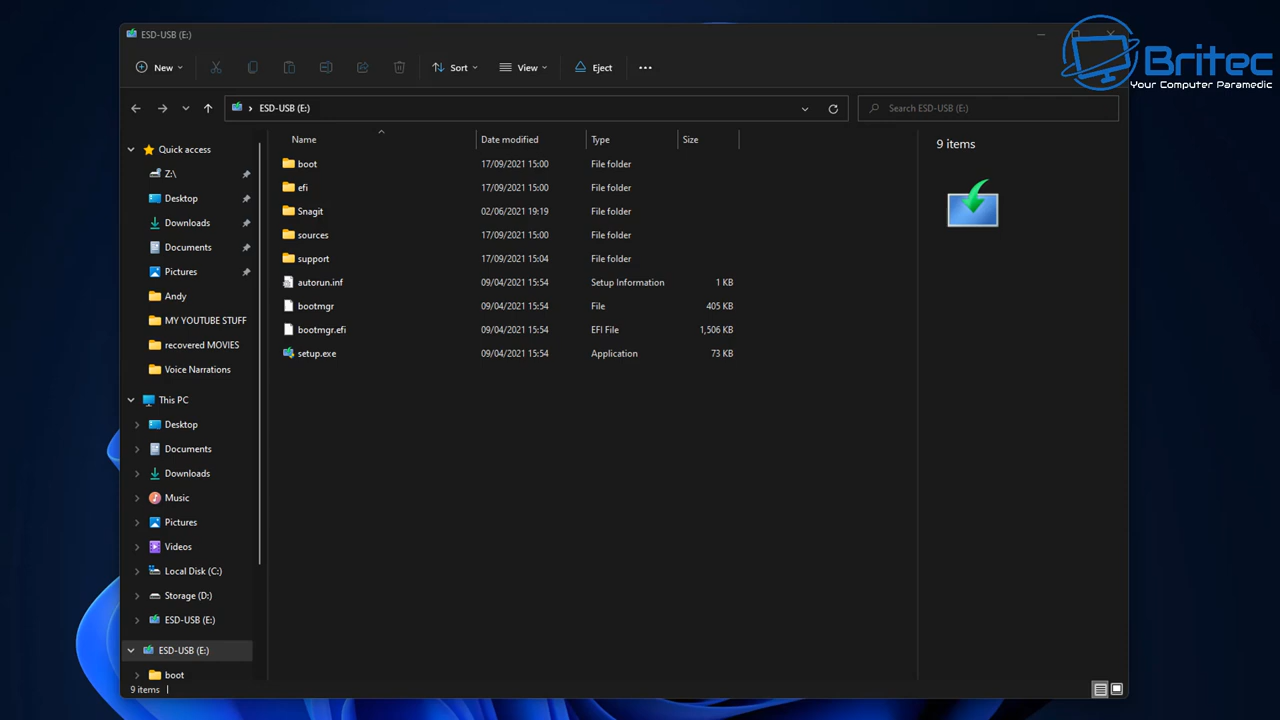 ESD-USB (E:)
Britec
Your Computer Paramedic
New
Sort
View
Eject
ESD-USB (E:)
Search ESD-USB (E:)
Name Date modified Type Size
boot 17/09/2021 15:00 File folder
efi 17/09/2021 15:00 File folder
Snagit 02/06/2021 19:19 File folder
sources 17/09/2021 15:00 File folder
support 17/09/2021 15:04 File folder
autorun.inf 09/04/2021 15:54 Setup Information 1 KB
bootmgr 09/04/2021 15:54 File 405 KB
bootmgr.efi 09/04/2021 15:54 EFI File 1,506 KB
setup.exe 09/04/2021 15:54 Application 73 KB
9 items
Quick access
Z:\
Desktop
Downloads
Documents
Pictures
Andy
MY YOUTUBE STUFF
recovered MOVIES
Voice Narrations
This PC
Desktop
Documents
Downloads
Music
Pictures
Videos
Local Disk (C:)
Storage (D:)
ESD-USB (E:)
ESD-USB (E:)
boot
9 items